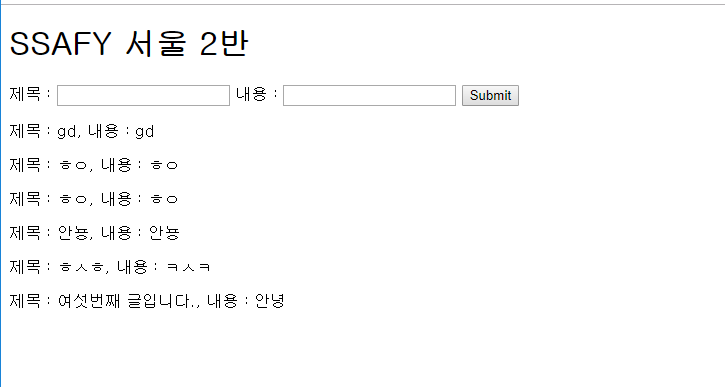 SSAFY 서울 2반
제목 : 내용 : Submit
제목 : gd, 내용 : gd
제목 : ㅎㅇ, 내용 : ㅎㅇ
제목 : ㅎㅇ, 내용 : ㅎㅇ
제목 : 안뇽, 내용 : 안뇽
제목 : ㅎㅅㅎ, 내용 : ㅋㅅㅋ
제목 : 여섯번째 글입니다., 내용 : 안녕